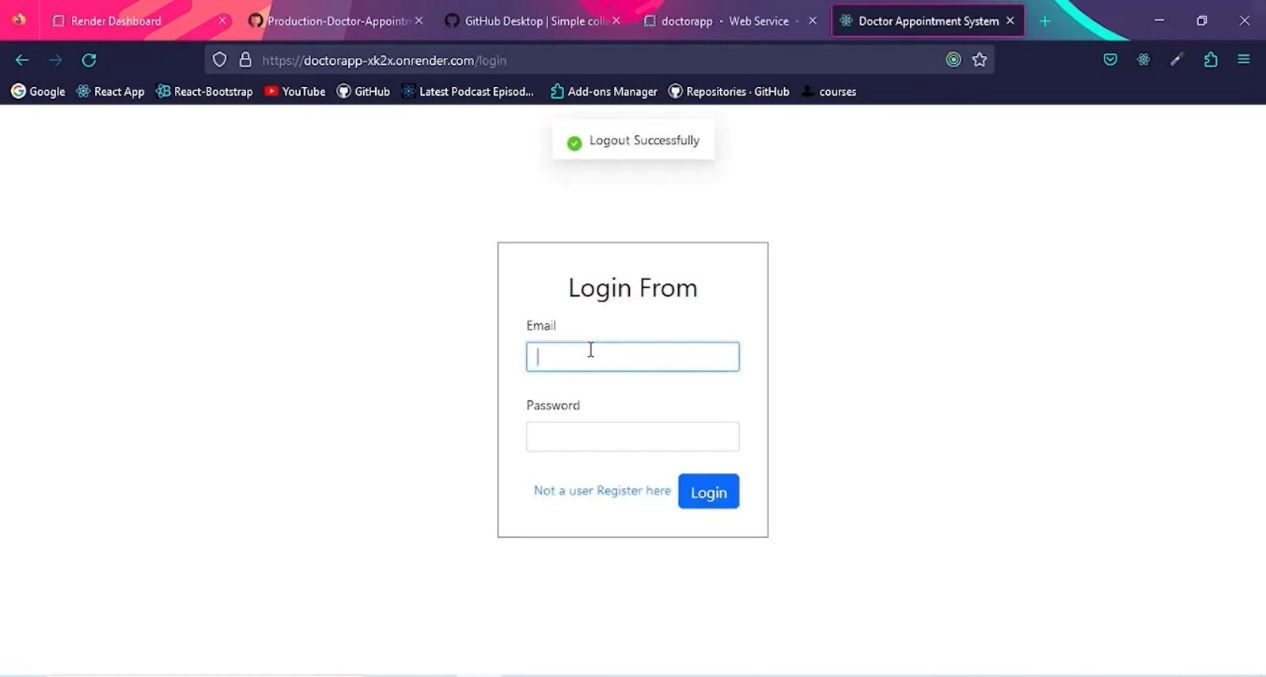 Render Dashboard
Production-Doctor-Appointm
GitHub Desktop | Simple coll
doctorapp · Web Service ·
Doctor Appointment System
https://doctorapp-xk2x.onrender.com/login
Google
React App
React-Bootstrap
YouTube
GitHub
Latest Podcast Episod...
Add-ons Manager
Repositories · GitHub
courses
Logout Successfully
Login From
Email
Password
Not a user Register here
Login